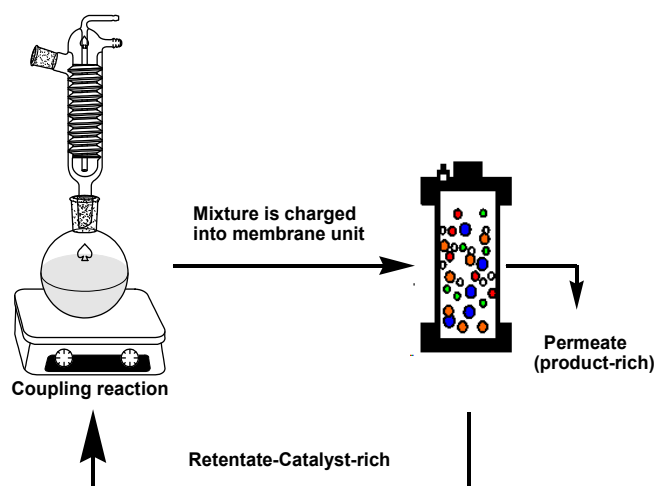 Mixture is charged
into membrane unit
Permeate
(product-rich)
Coupling reaction
Retentate-Catalyst-rich